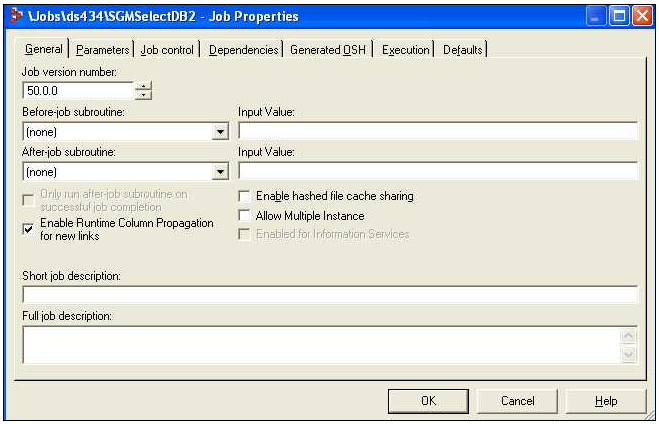 \Jobs\ds434\SGMSelectDB2 - Job Properties
General Parameters Job control Dependencies Generated OSH Execution Defaults
Job version number:
50.0.0
Before-job subroutine: Input Value:
(none)
After-job subroutine: Input Value:
(none)
Only run after-job subroutine on
successful job completion
Enable hashed file cache sharing
Enable Runtime Column Propagation
for new links
Allow Multiple Instance
Enabled for Information Services
Short job description:
Full job description:
OK Cancel Help